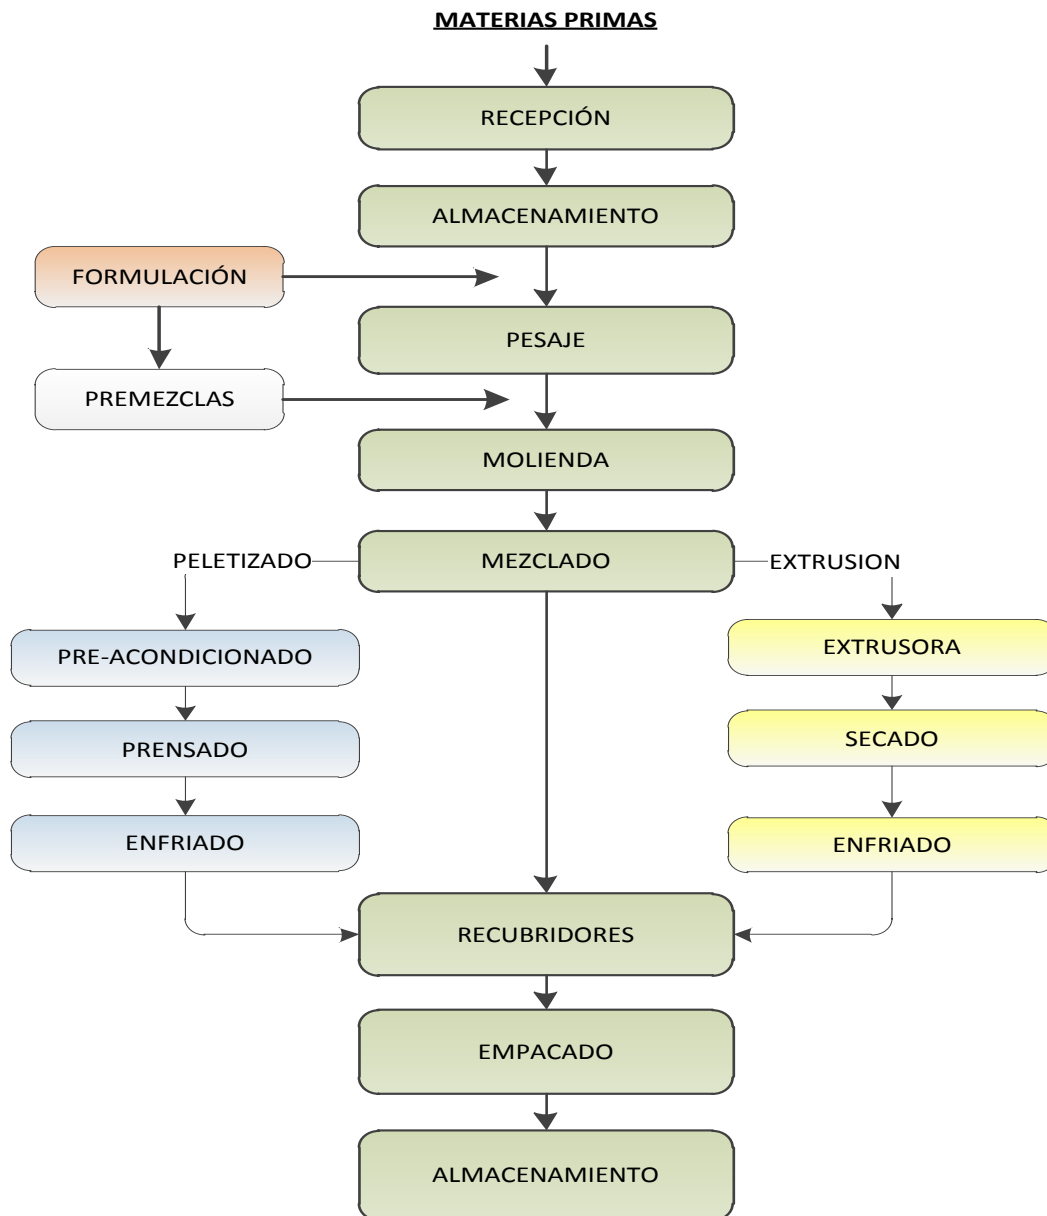 MATERIAS PRIMAS
RECEPCIÓN
ALMACENAMIENTO
FORMULACIÓN
PESAJE
PREMEZCLAS
MOLIENDA
MEZCLADO
PELETIZADO
EXTRUSION
PRE-ACONDICIONADO
EXTRUSORA
PRENSADO
SECADO
ENFRIADO
ENFRIADO
RECUBRIDORES
EMPACADO
ALMACENAMIENTO